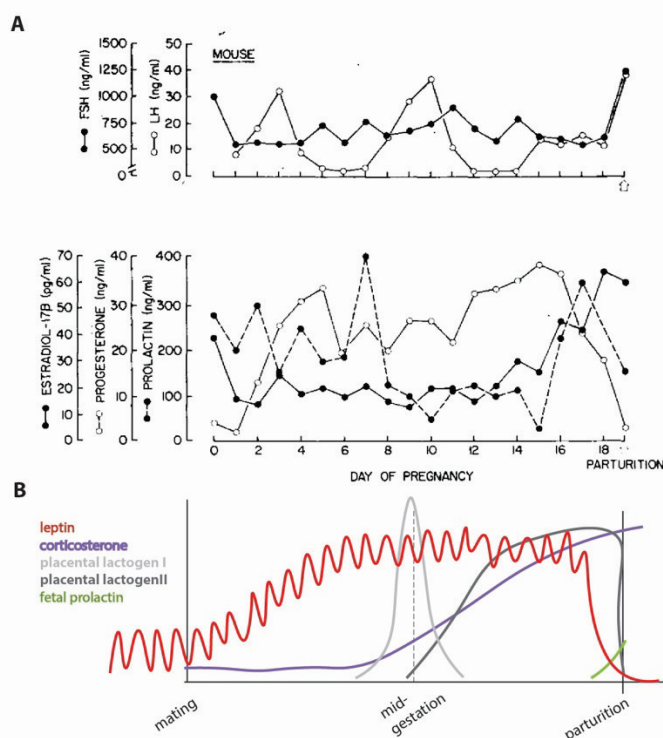 A
MOUSE
FSH (ng/ml)
1500
1250
1000
750
500
0
LH (ng/ml)
50
40
30
20
10
0
ESTRADIOL-17β (pg/ml)
70
60
50
40
30
20
10
0
PROGESTERONE (ng/ml)
40
30
20
10
0
PROLACTIN (ng/ml)
400
300
200
100
0
0 2 4 6 8 10 12 14 16 18
PARTURITION
DAY OF PREGNANCY
B
leptin
corticosterone
placental lactogen I
placental lactogenII
fetal prolactin
mating
mid-
gestation
parturition